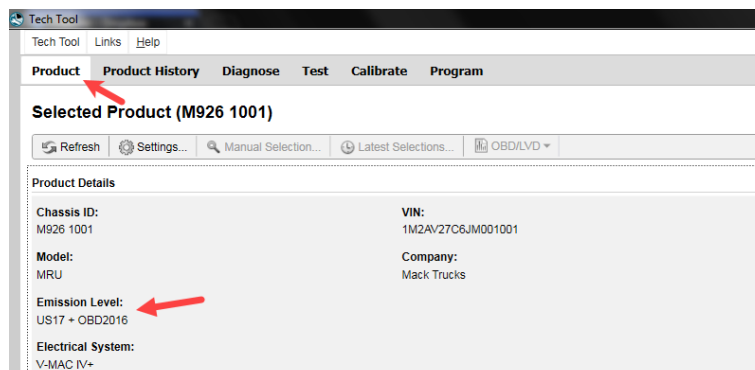 Tech Tool
Tech Tool Links Help
Product Product History Diagnose Test Calibrate Program
Selected Product (M926 1001)
Refresh Settings... Manual Selection... Latest Selections... OBD/LVD
Product Details
Chassis ID: VIN:
M926 1001 1M2AV27C6JM001001
Model: Company:
MRU Mack Trucks
Emission Level:
US17 + OBD2016
Electrical System:
V-MAC IV+